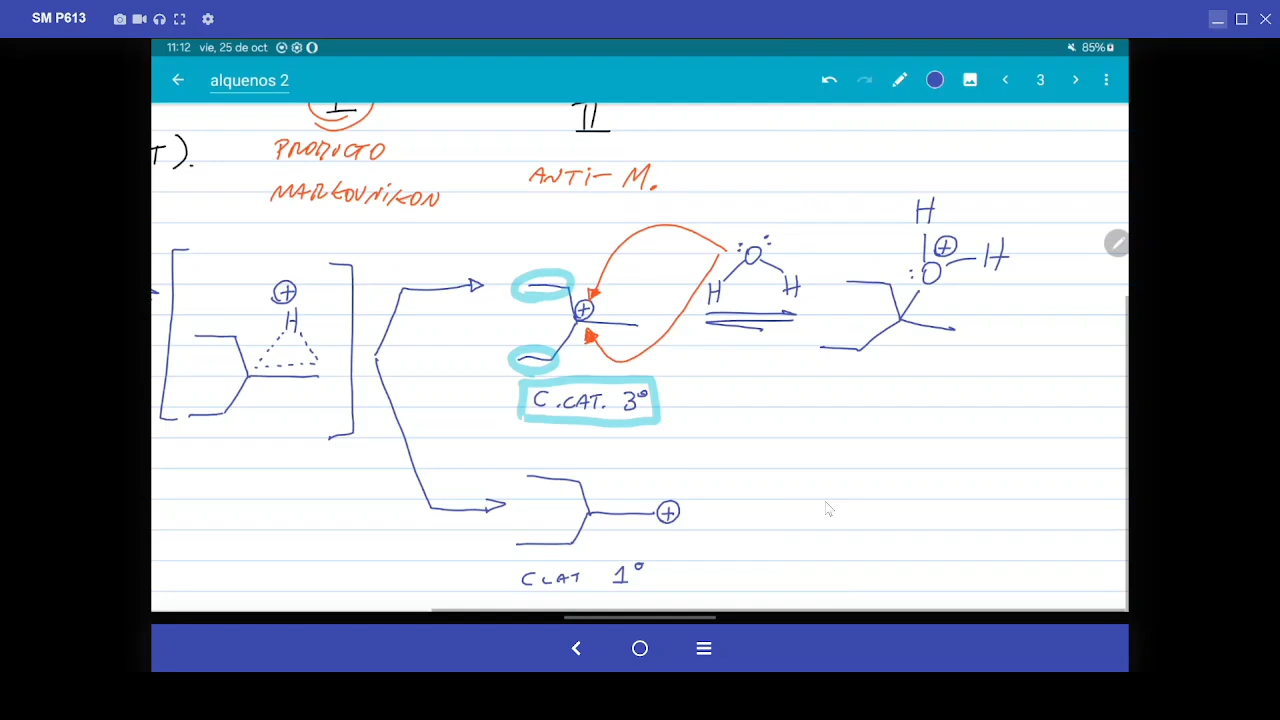 SM P613
11:12 vie, 25 de oct 85%
alquenos 2
3
I
II
T).
PRODUCTO
MARKOVNIKON
ANTI- M.
H
H
O
H
H
H
O
H
C.CAT. 3°
C CAT 1°